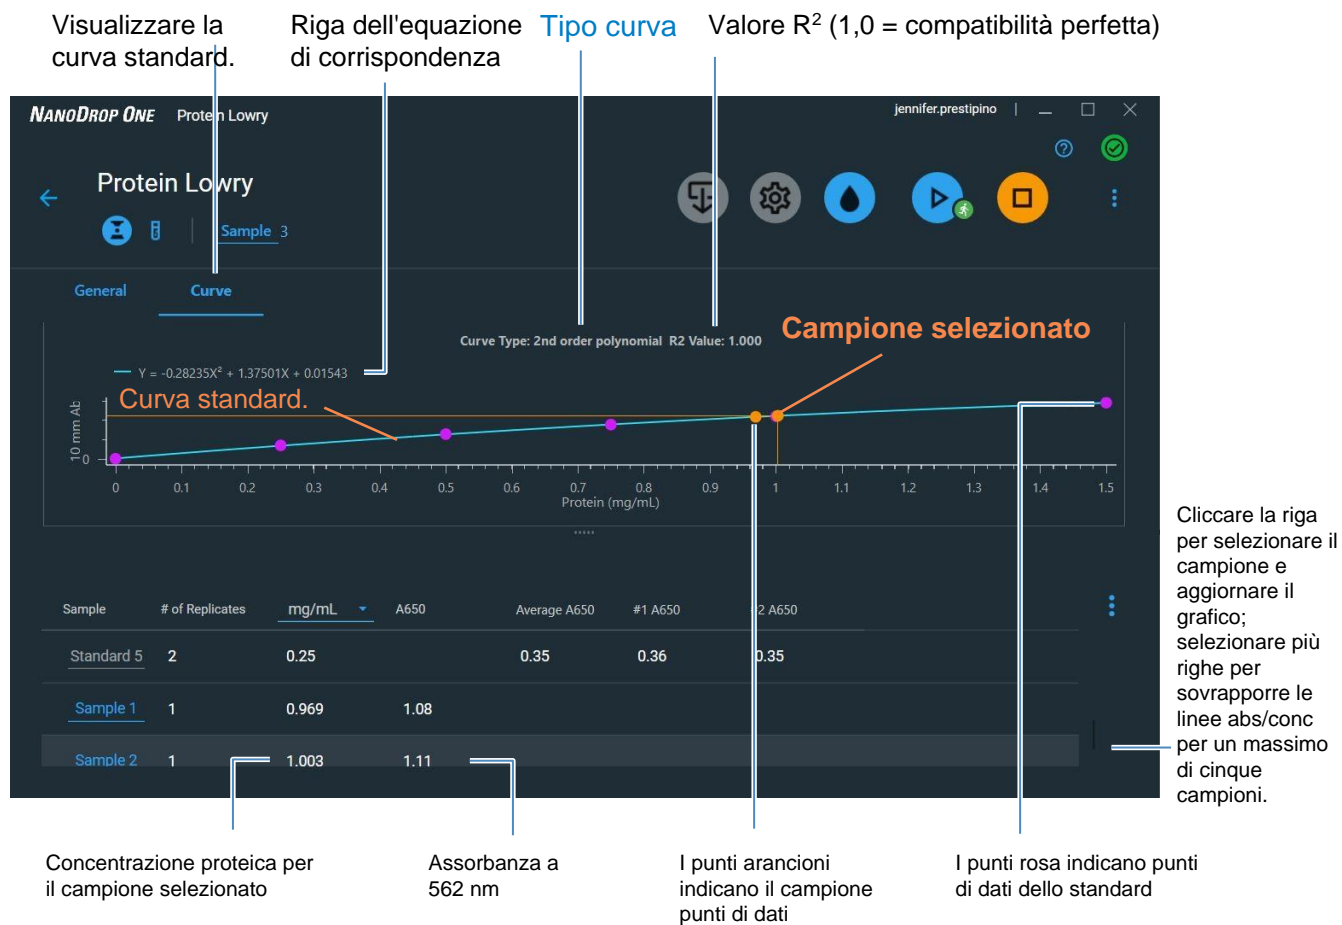 Visualizzare la
curva standard.
Riga dell'equazione
di corrispondenza
Tipo curva
Valore R² (1,0 = compatibilità perfetta)
NANODROP ONE Protein Lowry
jennifer.prestipino
Protein Lowry
Sample 3
General Curve
Curve Type: 2nd order polynomial R2 Value: 1.000
Campione selezionato
Y = -0.28235X² + 1.37501X + 0.01543
Curva standard.
10 mm Ab
0
0 0.1 0.2 0.3 0.4 0.5 0.6 0.7 0.8 0.9 1 1.1 1.2 1.3 1.4 1.5
Protein (mg/mL)
Cliccare la riga
per selezionare il
campione e
aggiornare il
grafico;
selezionare più
righe per
sovrapporre le
linee abs/conc
per un massimo
di cinque
campioni.
Sample # of Replicates mg/mL A650 Average A650 #1 A650 #2 A650
Standard 5 2 0.25 0.35 0.36 0.35
Sample 1 1 0.969 1.08
Sample 2 1 1.003 1.11
Concentrazione proteica per
il campione selezionato
Assorbanza a
562 nm
I punti arancioni
indicano il campione
punti di dati
I punti rosa indicano punti
di dati dello standard